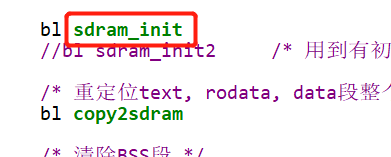 bl sdram_init
//bl sdram_init2 /* 用到有初
/* 重定位text, rodata, data段整个
bl copy2sdram
/* 清除BSS段 */